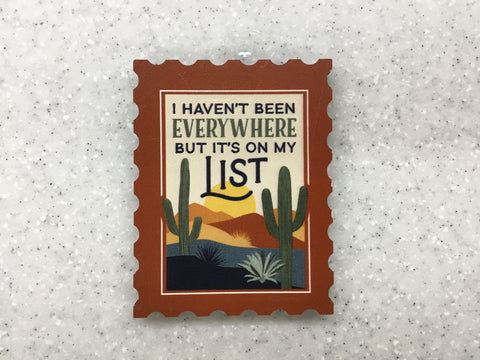 I HAVEN'T BEEN
EVERYWHERE
BUT IT'S ON MY
LIST